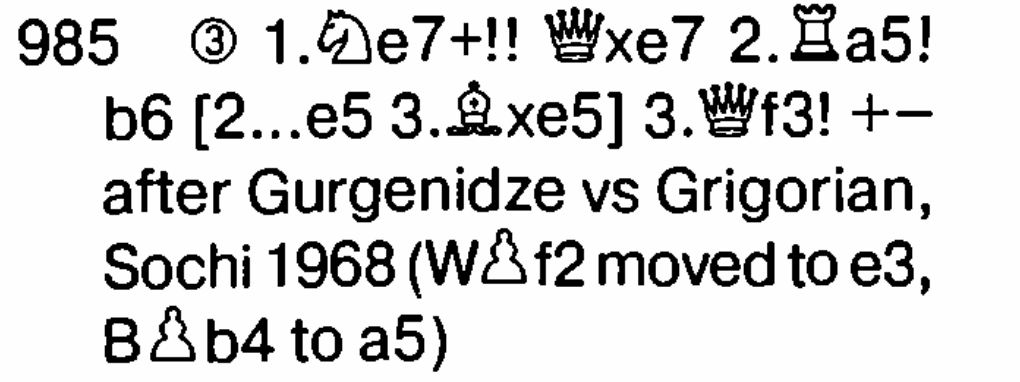 985 ③ 1.♘e7+!! ♛xe7 2.♖a5!
b6 [2...e5 3.♗xe5] 3.♛f3! +−
after Gurgenidze vs Grigorian,
Sochi 1968 (W♙f2 moved to e3,
B♙b4 to a5)